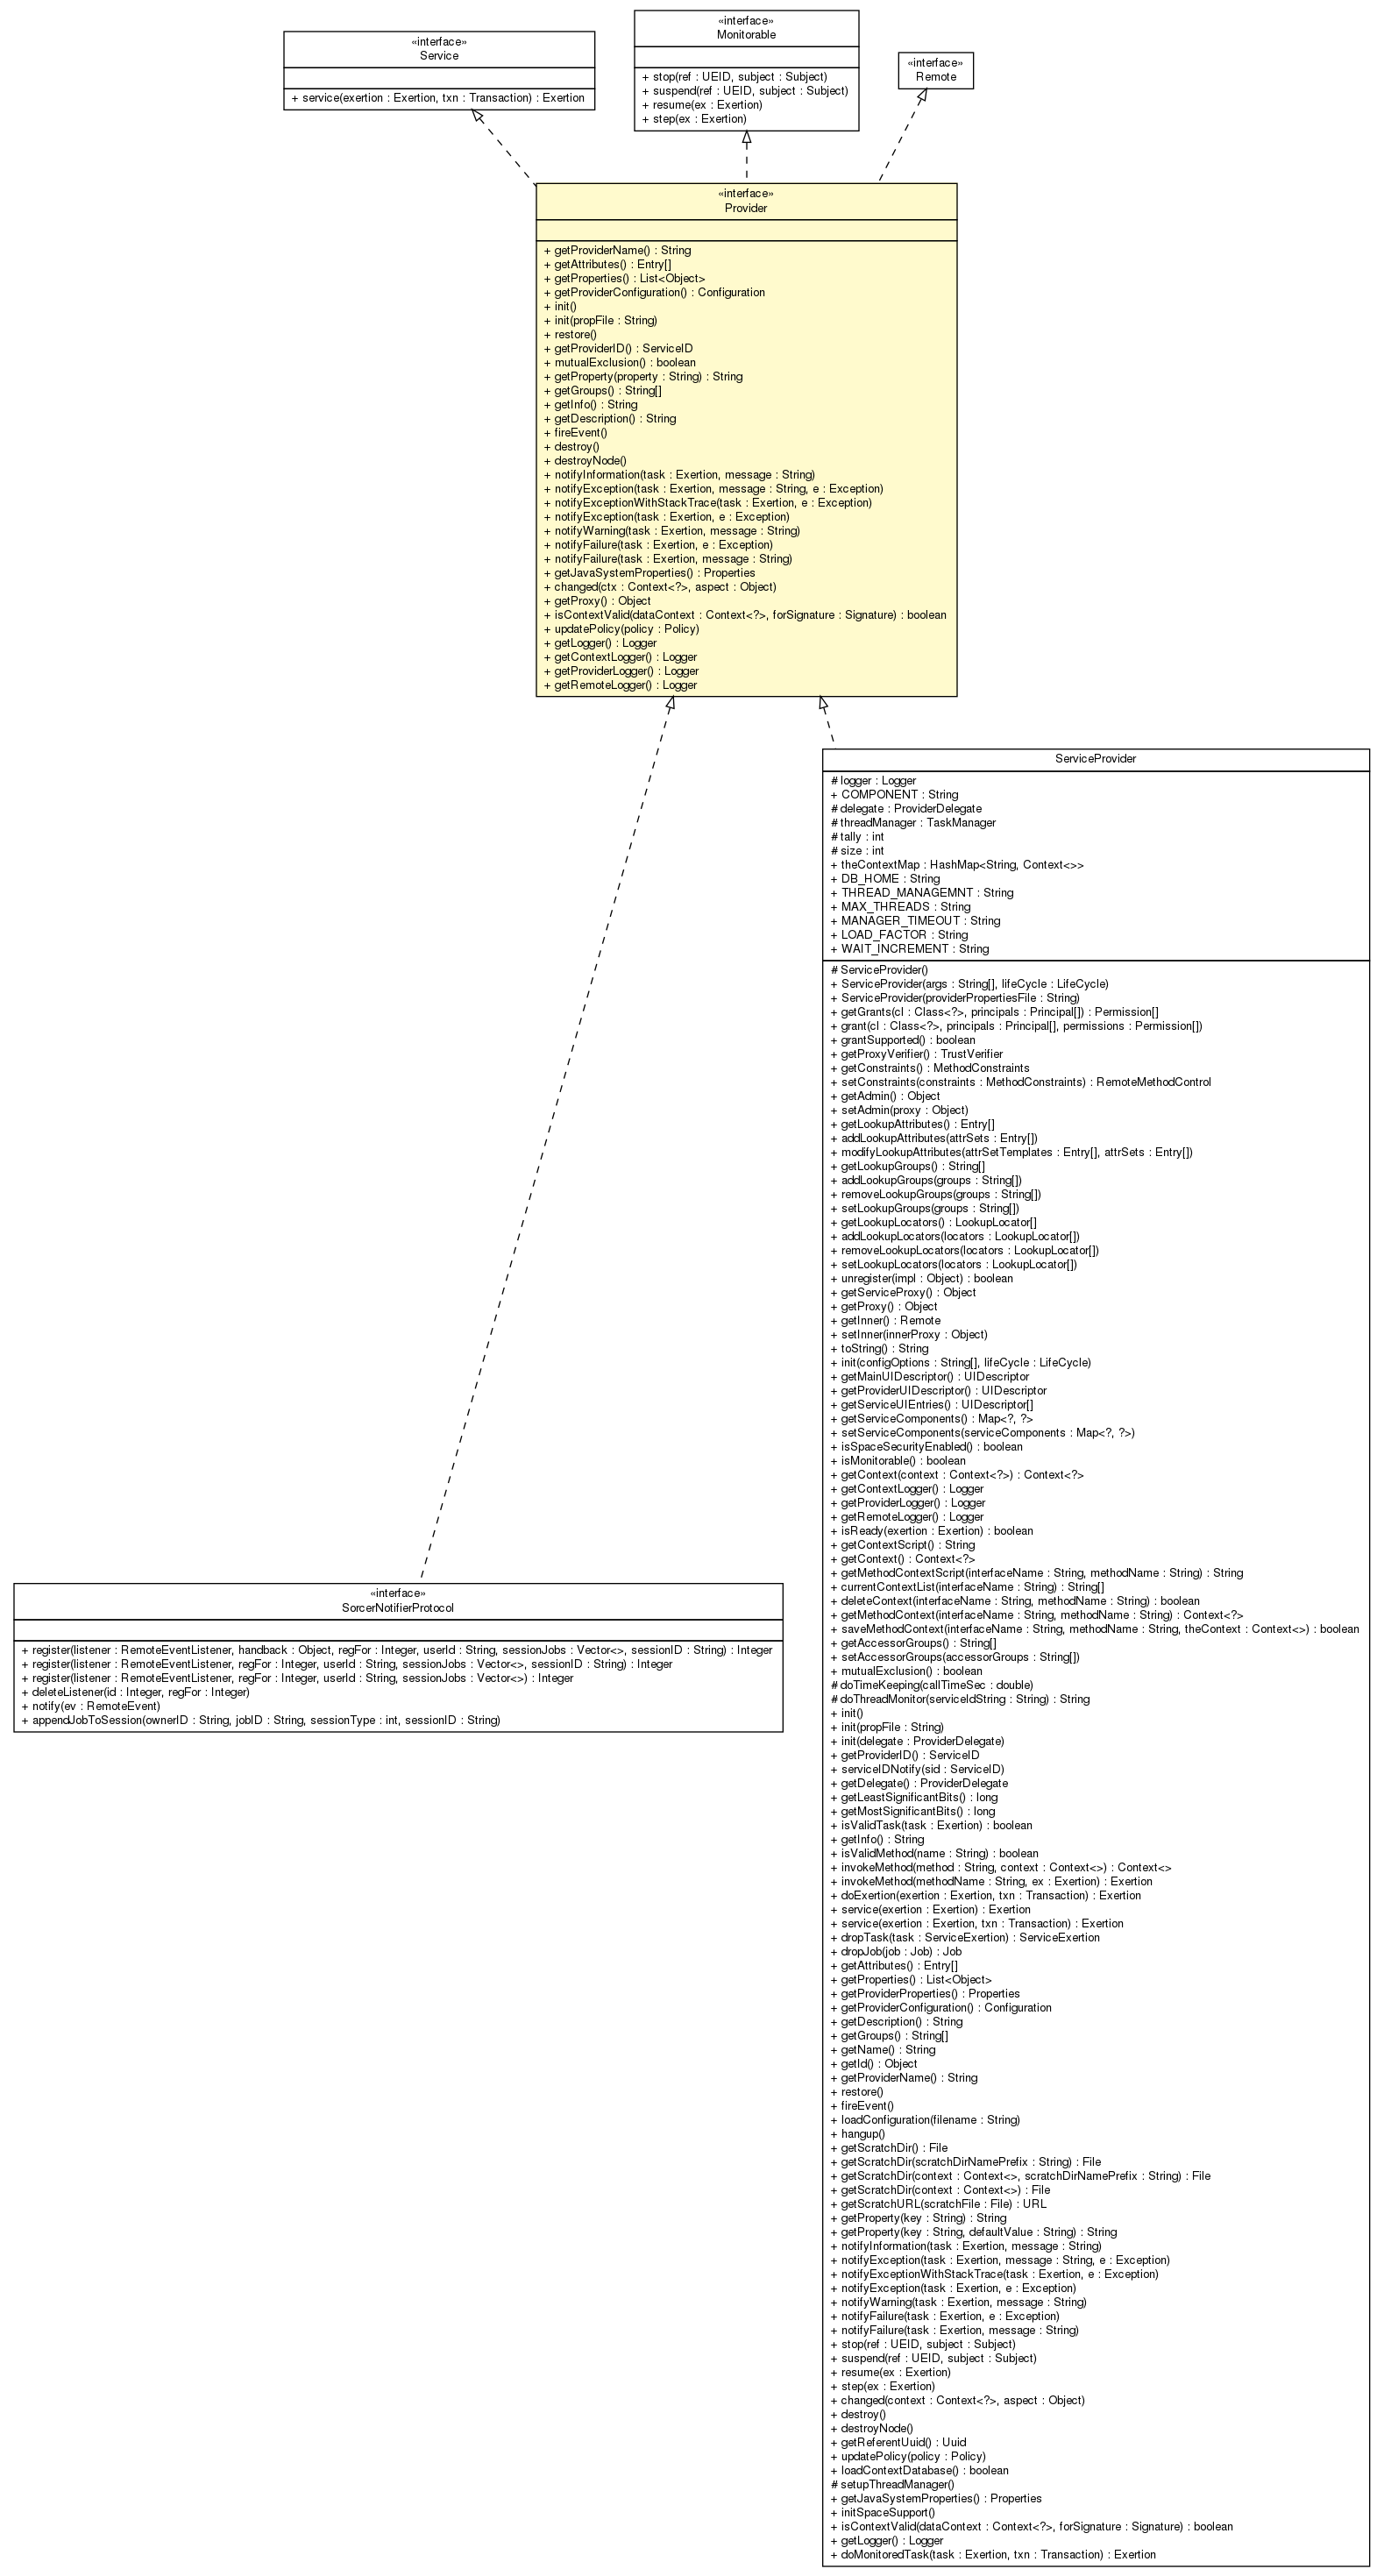 «interface»
Service
+ service(exertion : Exertion, txn : Transaction) : Exertion
«interface»
Monitorable
+ stop(ref : UEID, subject : Subject)
+ suspend(ref : UEID, subject : Subject)
+ resume(ex : Exertion)
+ step(ex : Exertion)
«interface»
Remote
«interface»
Provider
+ getProviderName() : String
+ getAttributes() : Entry[]
+ getProperties() : List<Object>
+ getProviderConfiguration() : Configuration
+ init()
+ init(propFile : String)
+ restore()
+ getProviderID() : ServiceID
+ mutualExclusion() : boolean
+ getProperty(property : String) : String
+ getGroups() : String[]
+ getInfo() : String
+ getDescription() : String
+ fireEvent()
+ destroy()
+ destroyNode()
+ notifyInformation(task : Exertion, message : String)
+ notifyException(task : Exertion, message : String, e : Exception)
+ notifyExceptionWithStackTrace(task : Exertion, e : Exception)
+ notifyException(task : Exertion, e : Exception)
+ notifyWarning(task : Exertion, message : String)
+ notifyFailure(task : Exertion, e : Exception)
+ notifyFailure(task : Exertion, message : String)
+ getJavaSystemProperties() : Properties
+ changed(ctx : Context<?>, aspect : Object)
+ getProxy() : Object
+ isContextValid(dataContext : Context<?>, forSignature : Signature) : boolean
+ updatePolicy(policy : Policy)
+ getLogger() : Logger
+ getContextLogger() : Logger
+ getProviderLogger() : Logger
+ getRemoteLogger() : Logger
ServiceProvider
# logger : Logger
+ COMPONENT : String
# delegate : ProviderDelegate
# threadManager : TaskManager
# tally : int
# size : int
+ theContextMap : HashMap<String, Context<>>
+ DB_HOME : String
+ THREAD_MANAGEMNT : String
+ MAX_THREADS : String
+ MANAGER_TIMEOUT : String
+ LOAD_FACTOR : String
+ WAIT_INCREMENT : String
# ServiceProvider()
+ ServiceProvider(args : String[], lifeCycle : LifeCycle)
+ ServiceProvider(providerPropertiesFile : String)
+ getGrants(cl : Class<?>, principals : Principal[]) : Permission[]
+ grant(cl : Class<?>, principals : Principal[], permissions : Permission[])
+ grantSupported() : boolean
+ getProxyVerifier() : TrustVerifier
+ getConstraints() : MethodConstraints
+ setConstraints(constraints : MethodConstraints) : RemoteMethodControl
+ getAdmin() : Object
+ setAdmin(proxy : Object)
+ getLookupAttributes() : Entry[]
+ addLookupAttributes(attrSets : Entry[])
+ modifyLookupAttributes(attrSetTemplates : Entry[], attrSets : Entry[])
+ getLookupGroups() : String[]
+ addLookupGroups(groups : String[])
+ removeLookupGroups(groups : String[])
+ setLookupGroups(groups : String[])
+ getLookupLocators() : LookupLocator[]
+ addLookupLocators(locators : LookupLocator[])
+ removeLookupLocators(locators : LookupLocator[])
+ setLookupLocators(locators : LookupLocator[])
+ unregister(impl : Object) : boolean
+ getServiceProxy() : Object
+ getProxy() : Object
+ getInner() : Remote
+ setInner(innerProxy : Object)
+ toString() : String
+ init(configOptions : String[], lifeCycle : LifeCycle)
+ getMainUIDescriptor() : UIDescriptor
+ getProviderUIDescriptor() : UIDescriptor
+ getServiceUIEntries() : UIDescriptor[]
+ getServiceComponents() : Map<?, ?>
+ setServiceComponents(serviceComponents : Map<?, ?>)
+ isSpaceSecurityEnabled() : boolean
+ isMonitorable() : boolean
+ getContext(context : Context<?>) : Context<?>
+ getContextLogger() : Logger
+ getProviderLogger() : Logger
+ getRemoteLogger() : Logger
+ isReady(exertion : Exertion) : boolean
+ getContextScript() : String
+ getContext() : Context<?>
+ getMethodContextScript(interfaceName : String, methodName : String) : String
+ currentContextList(interfaceName : String) : String[]
+ deleteContext(interfaceName : String, methodName : String) : boolean
+ getMethodContext(interfaceName : String, methodName : String) : Context<?>
+ saveMethodContext(interfaceName : String, methodName : String, theContext : Context<>) : boolean
+ getAccessorGroups() : String[]
+ setAccessorGroups(accessorGroups : String[])
+ mutualExclusion() : boolean
# doTimeKeeping(callTimeSec : double)
# doThreadMonitor(serviceIdString : String) : String
+ init()
+ init(propFile : String)
+ init(delegate : ProviderDelegate)
+ getProviderID() : ServiceID
+ serviceIDNotify(sid : ServiceID)
+ getDelegate() : ProviderDelegate
+ getLeastSignificantBits() : long
+ getMostSignificantBits() : long
+ isValidTask(task : Exertion) : boolean
+ getInfo() : String
+ isValidMethod(name : String) : boolean
+ invokeMethod(method : String, context : Context<>) : Context<>
+ invokeMethod(methodName : String, ex : Exertion) : Exertion
+ doExertion(exertion : Exertion, txn : Transaction) : Exertion
+ service(exertion : Exertion) : Exertion
+ service(exertion : Exertion, txn : Transaction) : Exertion
+ dropTask(task : ServiceExertion) : ServiceExertion
+ dropJob(job : Job) : Job
+ getAttributes() : Entry[]
+ getProperties() : List<Object>
+ getProviderProperties() : Properties
+ getProviderConfiguration() : Configuration
+ getDescription() : String
+ getGroups() : String[]
+ getName() : String
+ getId() : Object
+ getProviderName() : String
+ restore()
+ fireEvent()
+ loadConfiguration(filename : String)
+ hangup()
+ getScratchDir() : File
+ getScratchDir(scratchDirNamePrefix : String) : File
+ getScratchDir(context : Context<>, scratchDirNamePrefix : String) : File
+ getScratchDir(context : Context<>) : File
+ getScratchURL(scratchFile : File) : URL
+ getProperty(key : String) : String
+ getProperty(key : String, defaultValue : String) : String
+ notifyInformation(task : Exertion, message : String)
+ notifyException(task : Exertion, message : String, e : Exception)
+ notifyExceptionWithStackTrace(task : Exertion, e : Exception)
+ notifyException(task : Exertion, e : Exception)
+ notifyWarning(task : Exertion, message : String)
+ notifyFailure(task : Exertion, e : Exception)
+ notifyFailure(task : Exertion, message : String)
+ stop(ref : UEID, subject : Subject)
+ suspend(ref : UEID, subject : Subject)
+ resume(ex : Exertion)
+ step(ex : Exertion)
+ changed(context : Context<?>, aspect : Object)
+ destroy()
+ destroyNode()
+ getReferentUuid() : Uuid
+ updatePolicy(policy : Policy)
+ loadContextDatabase() : boolean
# setupThreadManager()
+ getJavaSystemProperties() : Properties
+ initSpaceSupport()
+ isContextValid(dataContext : Context<?>, forSignature : Signature) : boolean
+ getLogger() : Logger
+ doMonitoredTask(task : Exertion, txn : Transaction) : Exertion
«interface»
SorcerNotifierProtocol
+ register(listener : RemoteEventListener, handback : Object, regFor : Integer, userId : String, sessionJobs : Vector<>, sessionID : String) : Integer
+ register(listener : RemoteEventListener, regFor : Integer, userId : String, sessionJobs : Vector<>, sessionID : String) : Integer
+ register(listener : RemoteEventListener, regFor : Integer, userId : String, sessionJobs : Vector<>) : Integer
+ deleteListener(id : Integer, regFor : Integer)
+ notify(ev : RemoteEvent)
+ appendJobToSession(ownerID : String, jobID : String, sessionType : int, sessionID : String)